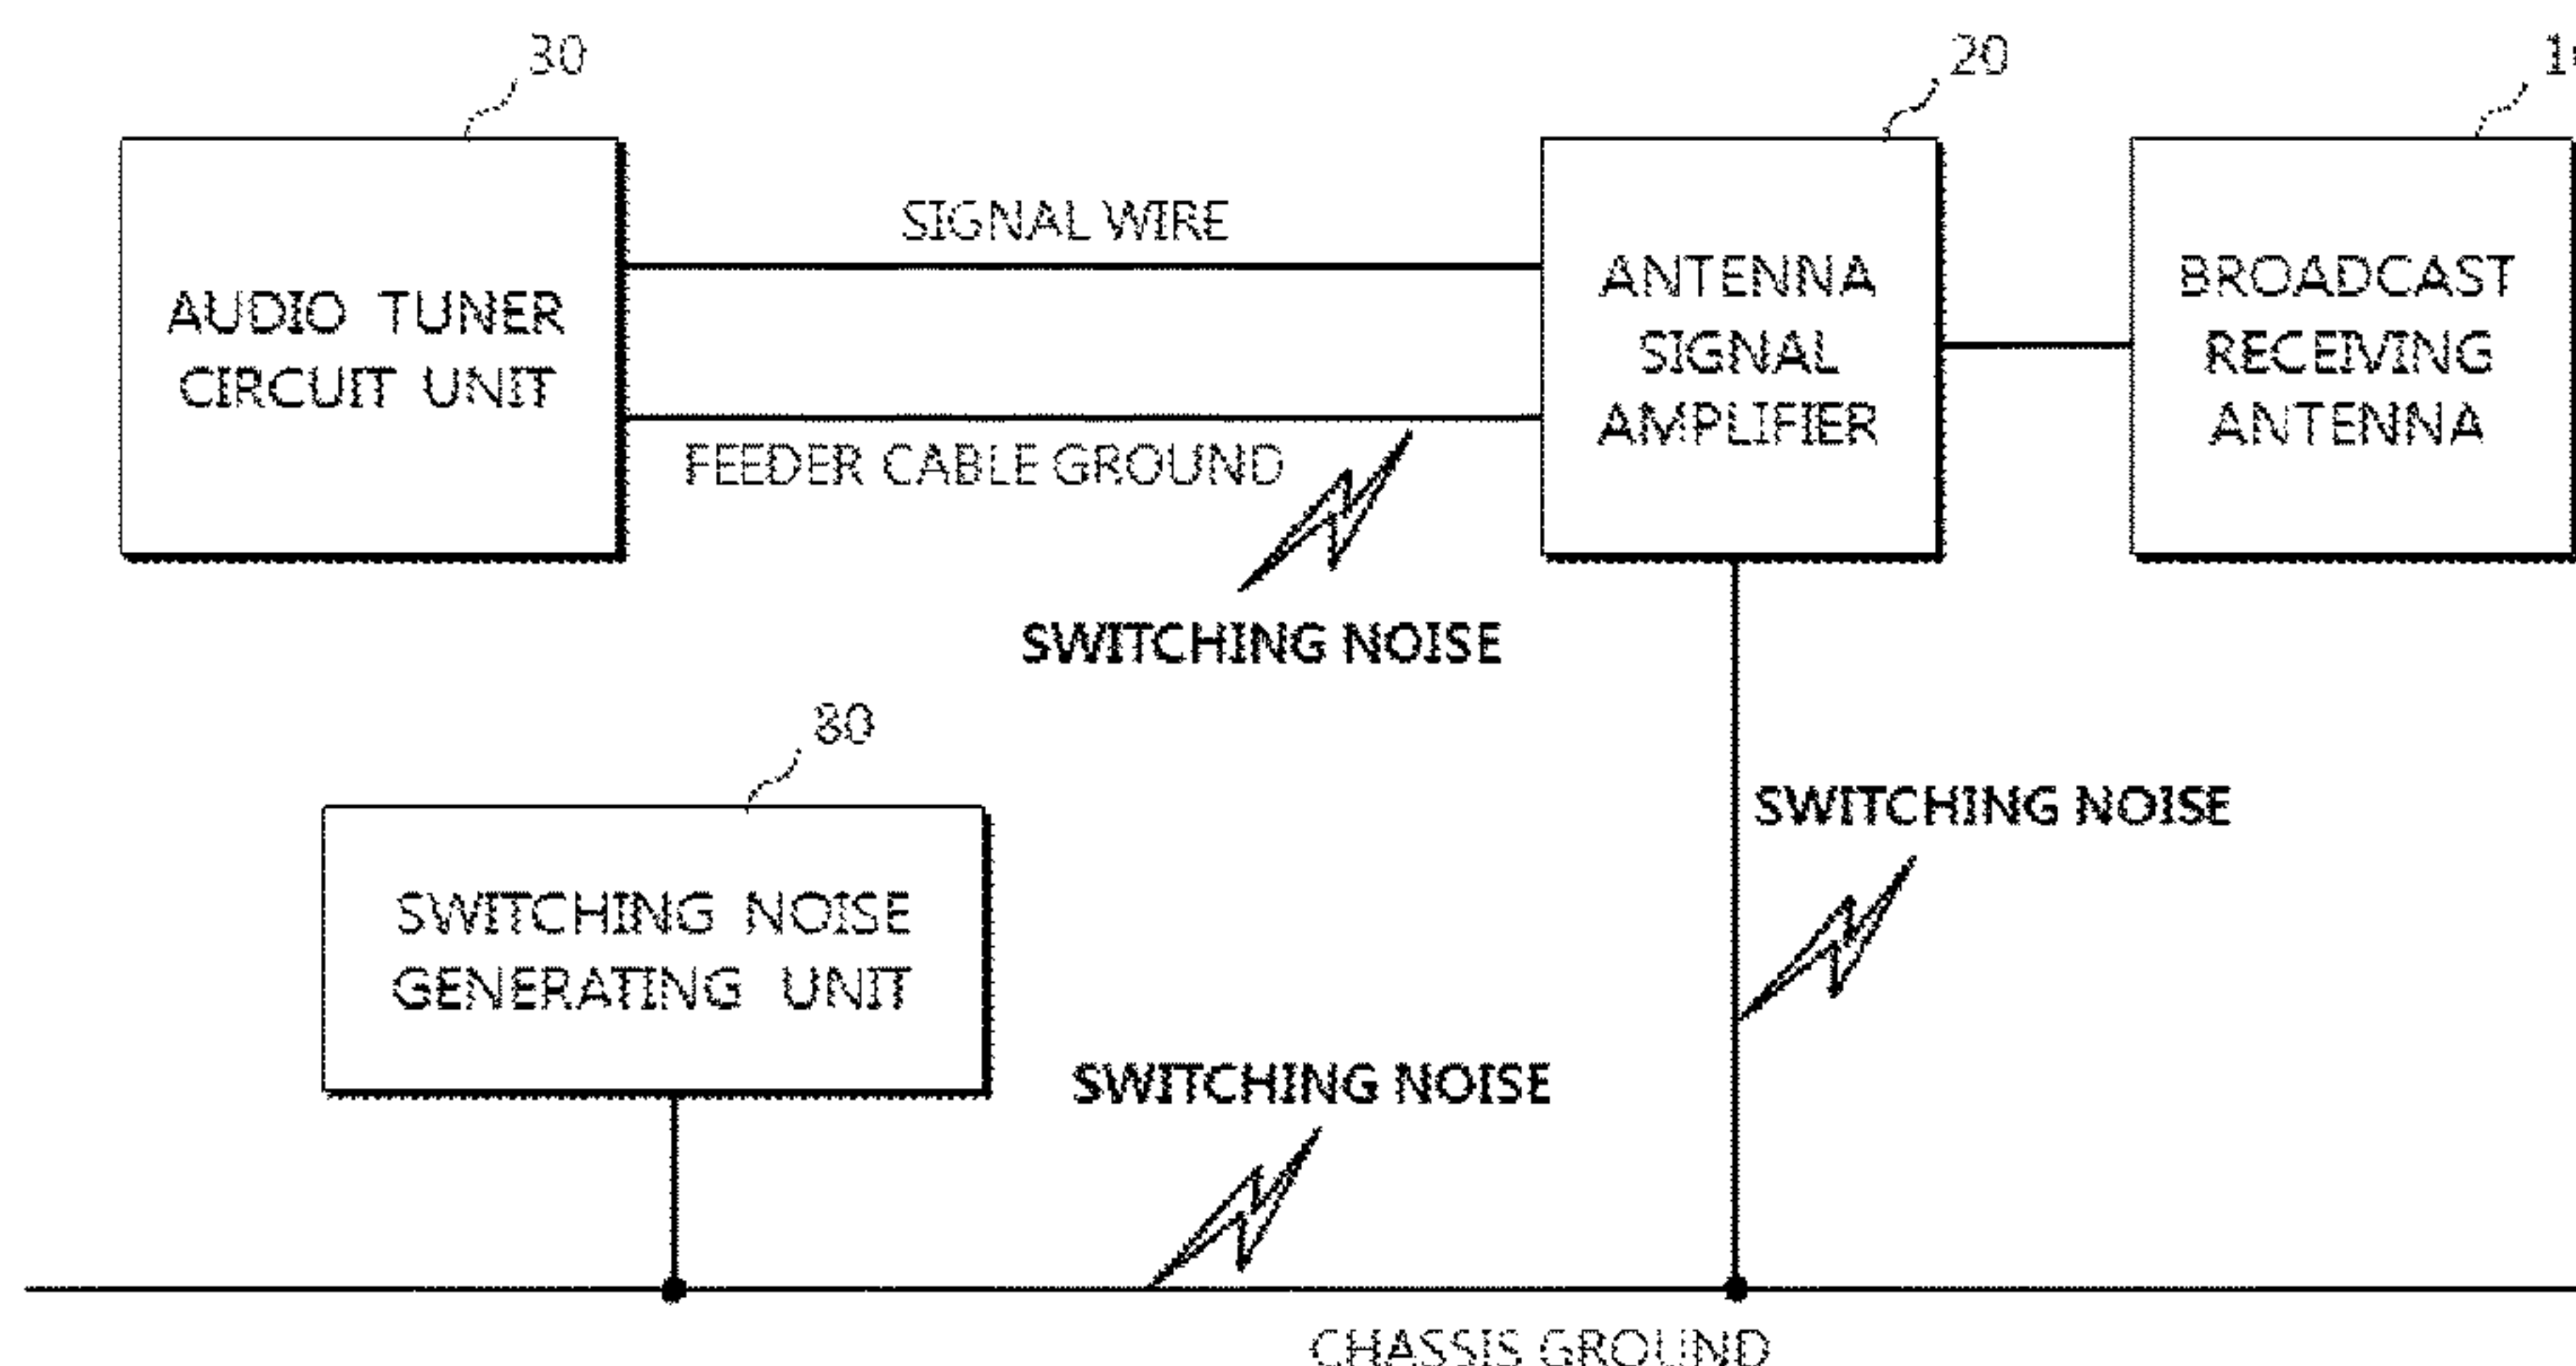 30
20
SIGNAL WIRE
AUDIO TUNER
CIRCUIT UNIT
ANTENNA
SIGNAL
AMPLIFIER
BROADCAST
RECEIVING
ANTENNA
FEEDER CABLE GROUND
SWITCHING NOISE
80
SWITCHING NOISE
GENERATING UNIT
SWITCHING NOISE
SWITCHING NOISE
CHASSIS GROUND